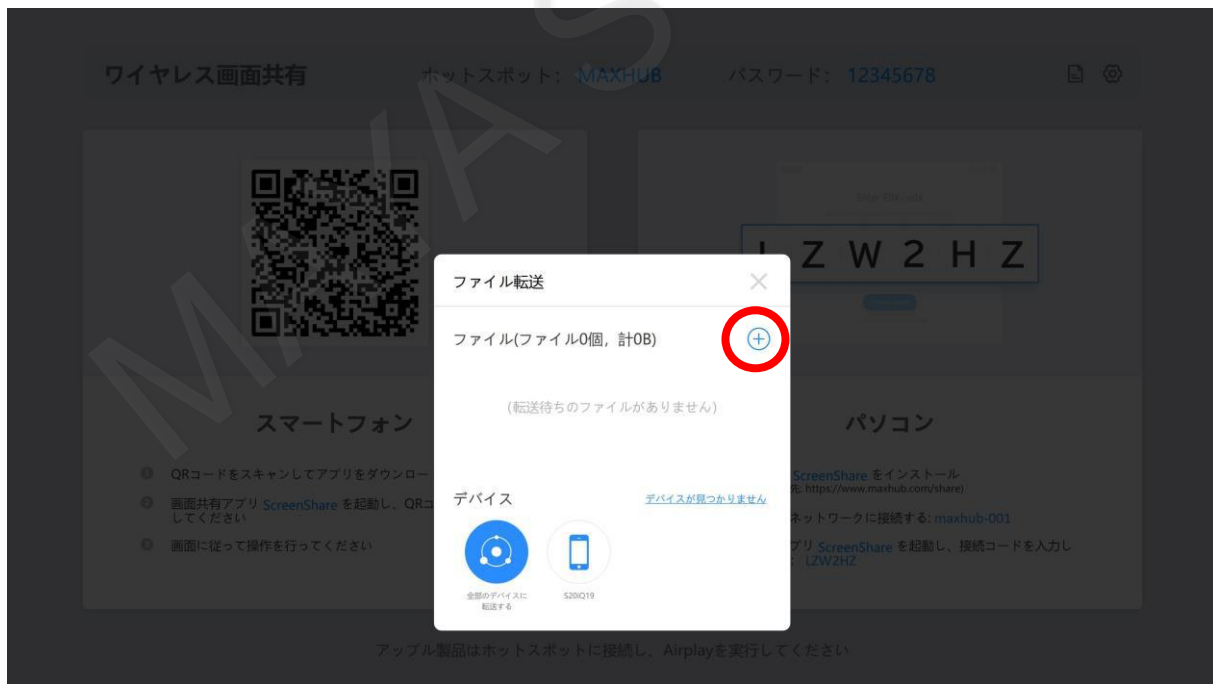 ワイヤレス画面共有
ホットスポット: MAXHUB
パスワード: 12345678
L Z W 2 H Z
ファイル転送
ファイル(ファイル0個, 計0B)
(転送待ちのファイルがありません)
デバイス
デバイスが見つかりません
全部のデバイスに
転送する
S20iQ19
スマートフォン
QRコードをスキャンしてアプリをダウンロー
画面共有アプリ ScreenShare を起動し、QRコ
してください
画面に従って操作を行ってください
パソコン
ScreenShare をインストール
先: https://www.maxhub.com/share)
ネットワークに接続する: maxhub-001
プリ ScreenShare を起動し、接続コードを入力し
: LZW2HZ
アップル製品はホットスポットに接続し、Airplayを実行してください